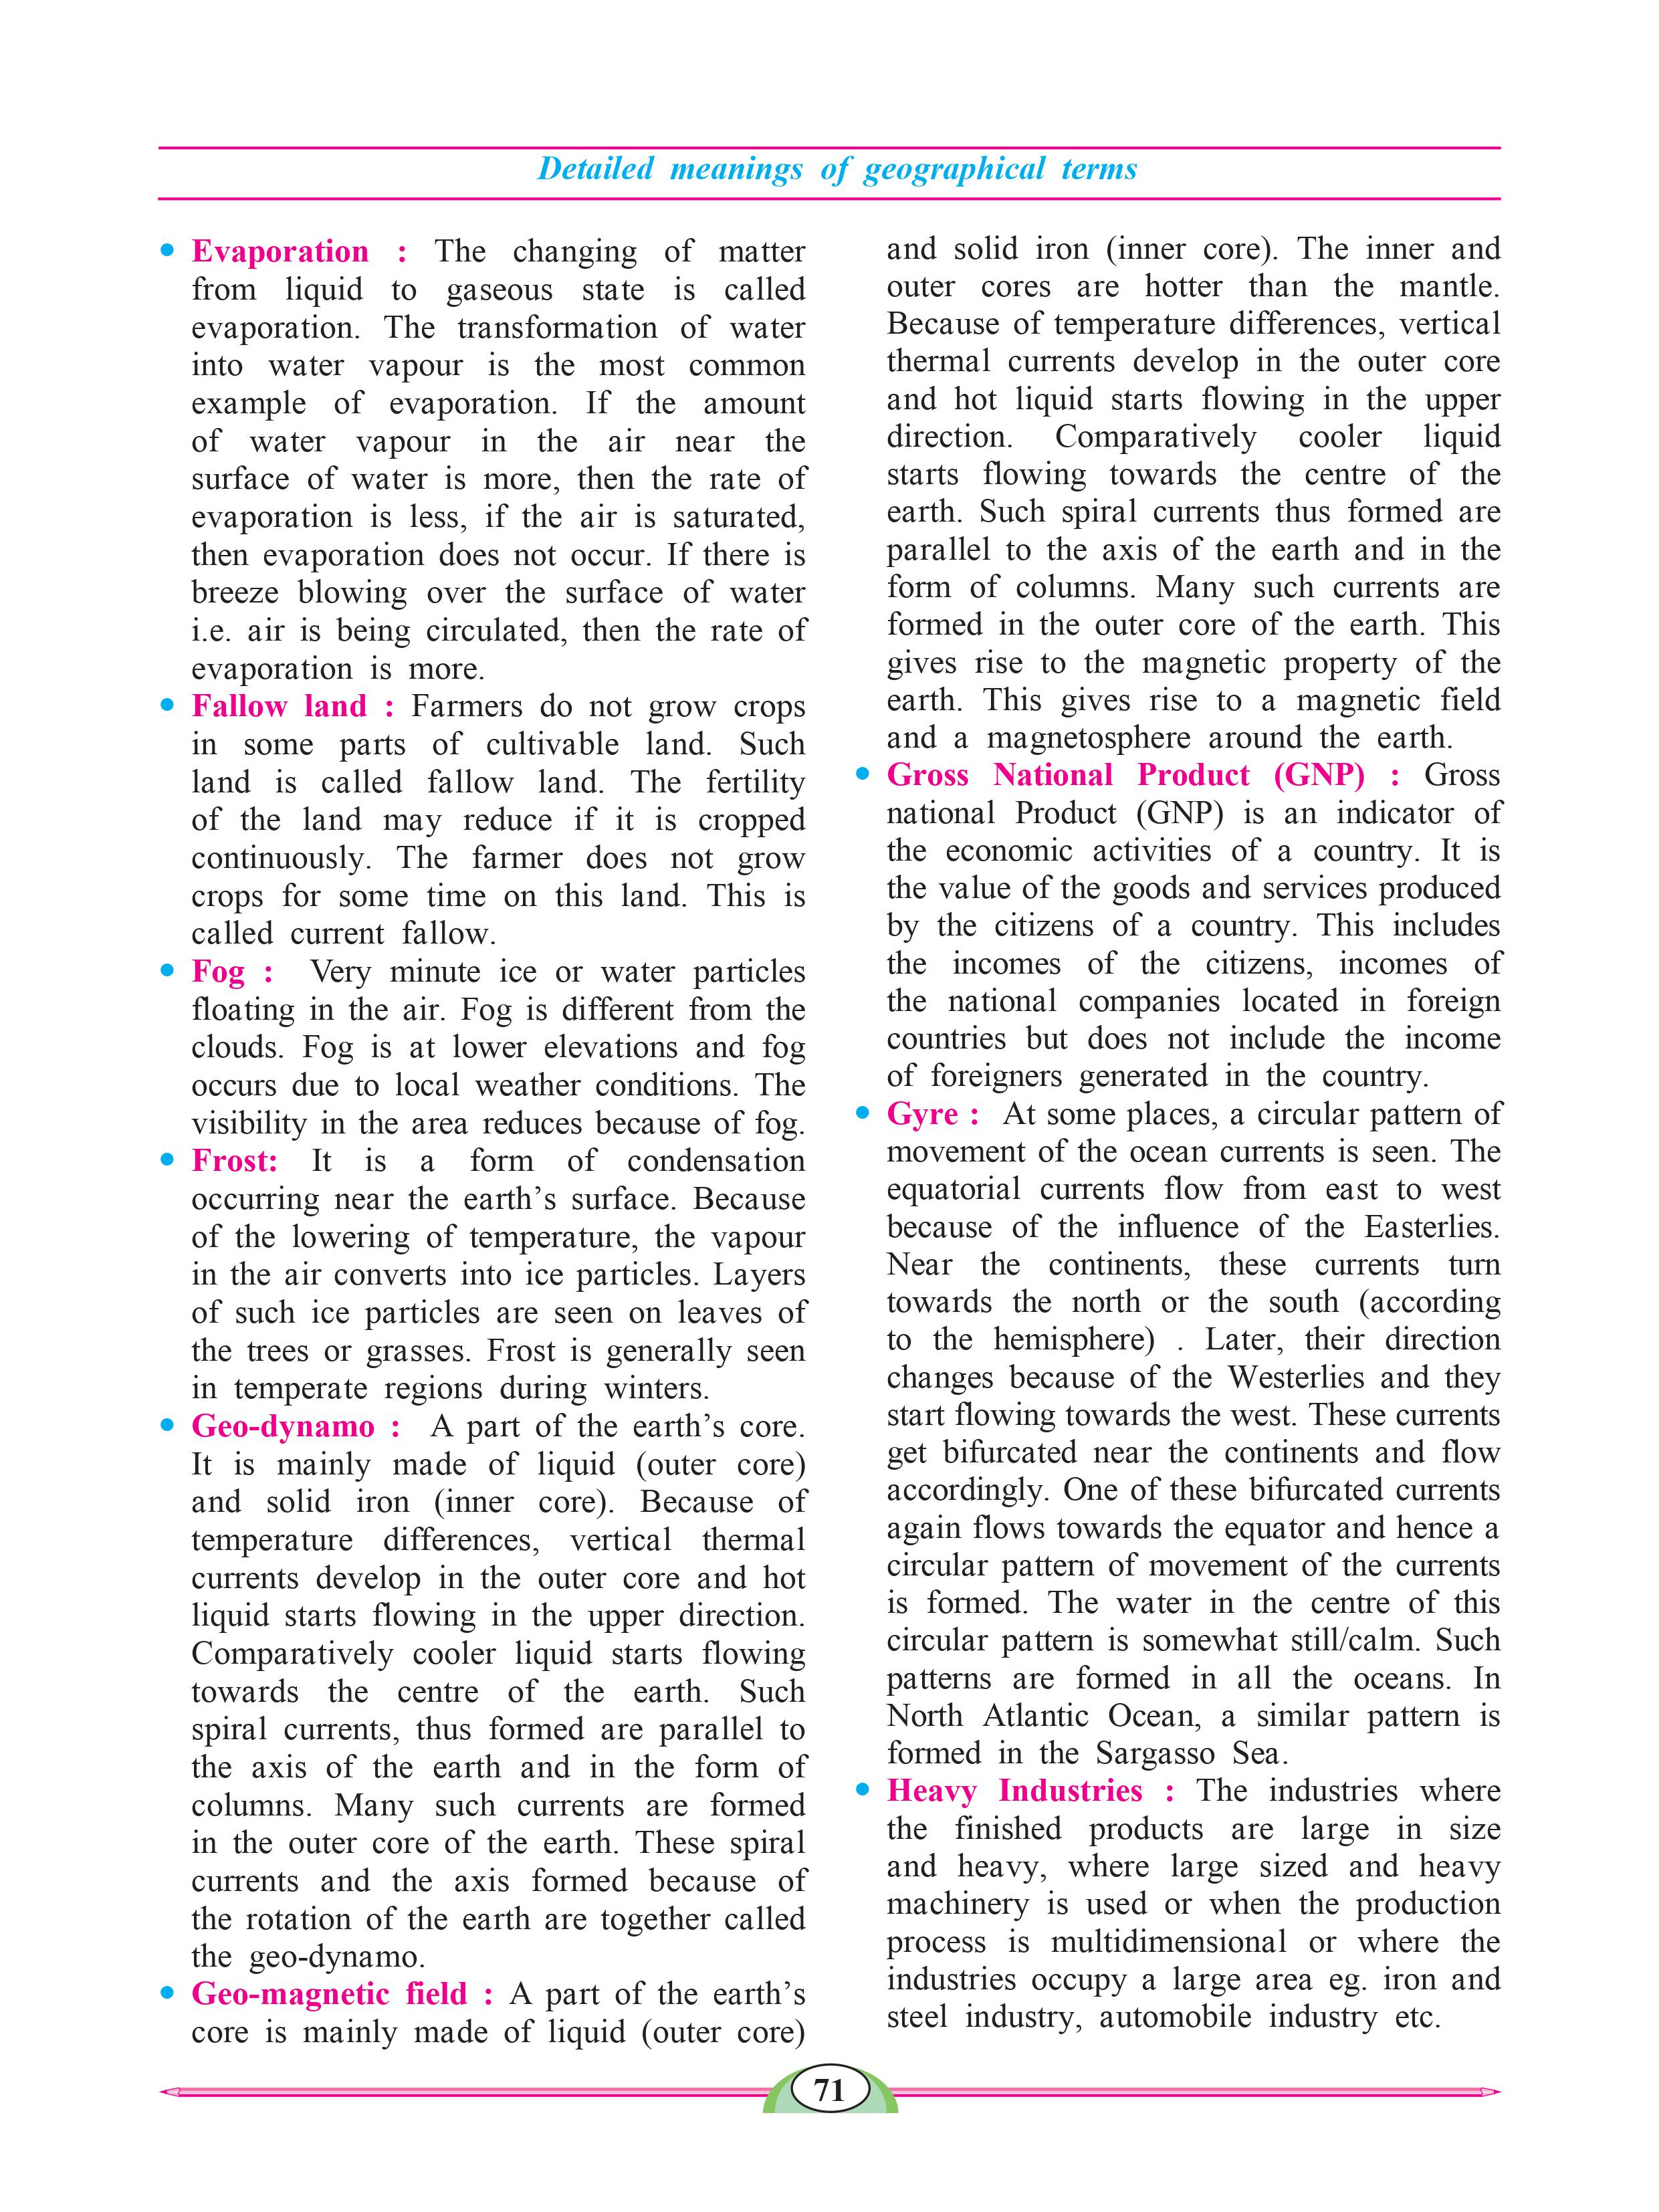 Detailed meanings of geographical terms
• Evaporation : The changing of matter
from liquid to gaseous state is called
evaporation. The transformation of water
into water vapour is the most common
example of evaporation. If the amount
of water vapour in the air near the
surface of water is more, then the rate of
evaporation is less, if the air is saturated,
then evaporation does not occur. If there is
breeze blowing over the surface of water
i.e. air is being circulated, then the rate of
evaporation is more.
• Fallow land : Farmers do not grow crops
in some parts of cultivable land. Such
land is called fallow land. The fertility
of the land may reduce if it is cropped
continuously. The farmer does not grow
crops for some time on this land. This is
called current fallow.
• Fog : Very minute ice or water particles
floating in the air. Fog is different from the
clouds. Fog is at lower elevations and fog
occurs due to local weather conditions. The
visibility in the area reduces because of fog.
• Frost: It is a form of condensation
occurring near the earth’s surface. Because
of the lowering of temperature, the vapour
in the air converts into ice particles. Layers
of such ice particles are seen on leaves of
the trees or grasses. Frost is generally seen
in temperate regions during winters.
• Geo-dynamo : A part of the earth’s core.
It is mainly made of liquid (outer core)
and solid iron (inner core). Because of
temperature differences, vertical thermal
currents develop in the outer core and hot
liquid starts flowing in the upper direction.
Comparatively cooler liquid starts flowing
towards the centre of the earth. Such
spiral currents, thus formed are parallel to
the axis of the earth and in the form of
columns. Many such currents are formed
in the outer core of the earth. These spiral
currents and the axis formed because of
the rotation of the earth are together called
the geo-dynamo.
• Geo-magnetic field : A part of the earth’s
core is mainly made of liquid (outer core)
and solid iron (inner core). The inner and
outer cores are hotter than the mantle.
Because of temperature differences, vertical
thermal currents develop in the outer core
and hot liquid starts flowing in the upper
direction. Comparatively cooler liquid
starts flowing towards the centre of the
earth. Such spiral currents thus formed are
parallel to the axis of the earth and in the
form of columns. Many such currents are
formed in the outer core of the earth. This
gives rise to the magnetic property of the
earth. This gives rise to a magnetic field
and a magnetosphere around the earth.
• Gross National Product (GNP) : Gross
national Product (GNP) is an indicator of
the economic activities of a country. It is
the value of the goods and services produced
by the citizens of a country. This includes
the incomes of the citizens, incomes of
the national companies located in foreign
countries but does not include the income
of foreigners generated in the country.
• Gyre : At some places, a circular pattern of
movement of the ocean currents is seen. The
equatorial currents flow from east to west
because of the influence of the Easterlies.
Near the continents, these currents turn
towards the north or the south (according
to the hemisphere) . Later, their direction
changes because of the Westerlies and they
start flowing towards the west. These currents
get bifurcated near the continents and flow
accordingly. One of these bifurcated currents
again flows towards the equator and hence a
circular pattern of movement of the currents
is formed. The water in the centre of this
circular pattern is somewhat still/calm. Such
patterns are formed in all the oceans. In
North Atlantic Ocean, a similar pattern is
formed in the Sargasso Sea.
• Heavy Industries : The industries where
the finished products are large in size
and heavy, where large sized and heavy
machinery is used or when the production
process is multidimensional or where the
industries occupy a large area eg. iron and
steel industry, automobile industry etc.
71